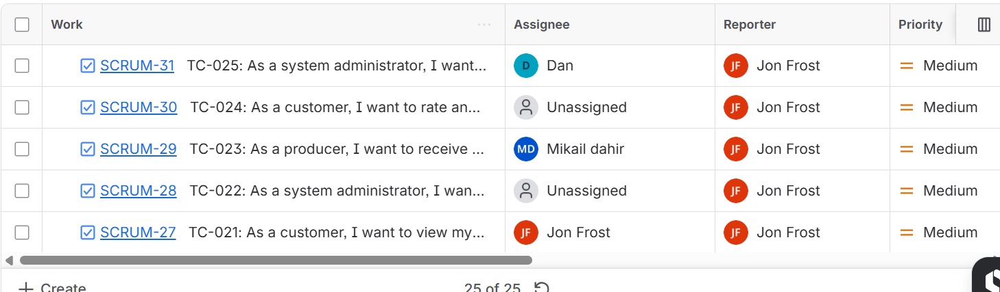 Work ... Assignee Reporter Priority
SCRUM-31 TC-025: As a system administrator, I want... D Dan JF Jon Frost Medium
SCRUM-30 TC-024: As a customer, I want to rate an... Unassigned JF Jon Frost Medium
SCRUM-29 TC-023: As a producer, I want to receive ... MD Mikail dahir JF Jon Frost Medium
SCRUM-28 TC-022: As a system administrator, I wan... Unassigned JF Jon Frost Medium
SCRUM-27 TC-021: As a customer, I want to view my... JF Jon Frost JF Jon Frost Medium
+ Create 25 of 25